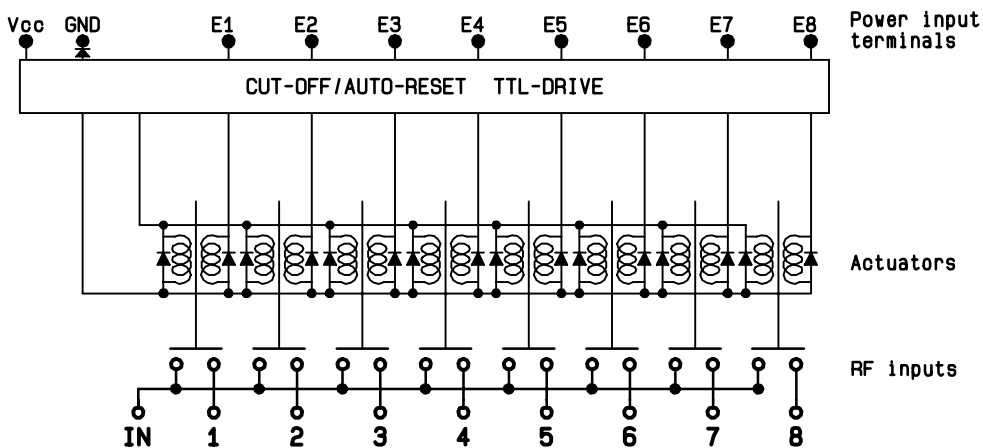 Vcc GND E1 E2 E3 E4 E5 E6 E7 E8 Power input
terminals
CUT-OFF/AUTO-RESET TTL-DRIVE
Actuators
RF inputs
IN 1 2 3 4 5 6 7 8